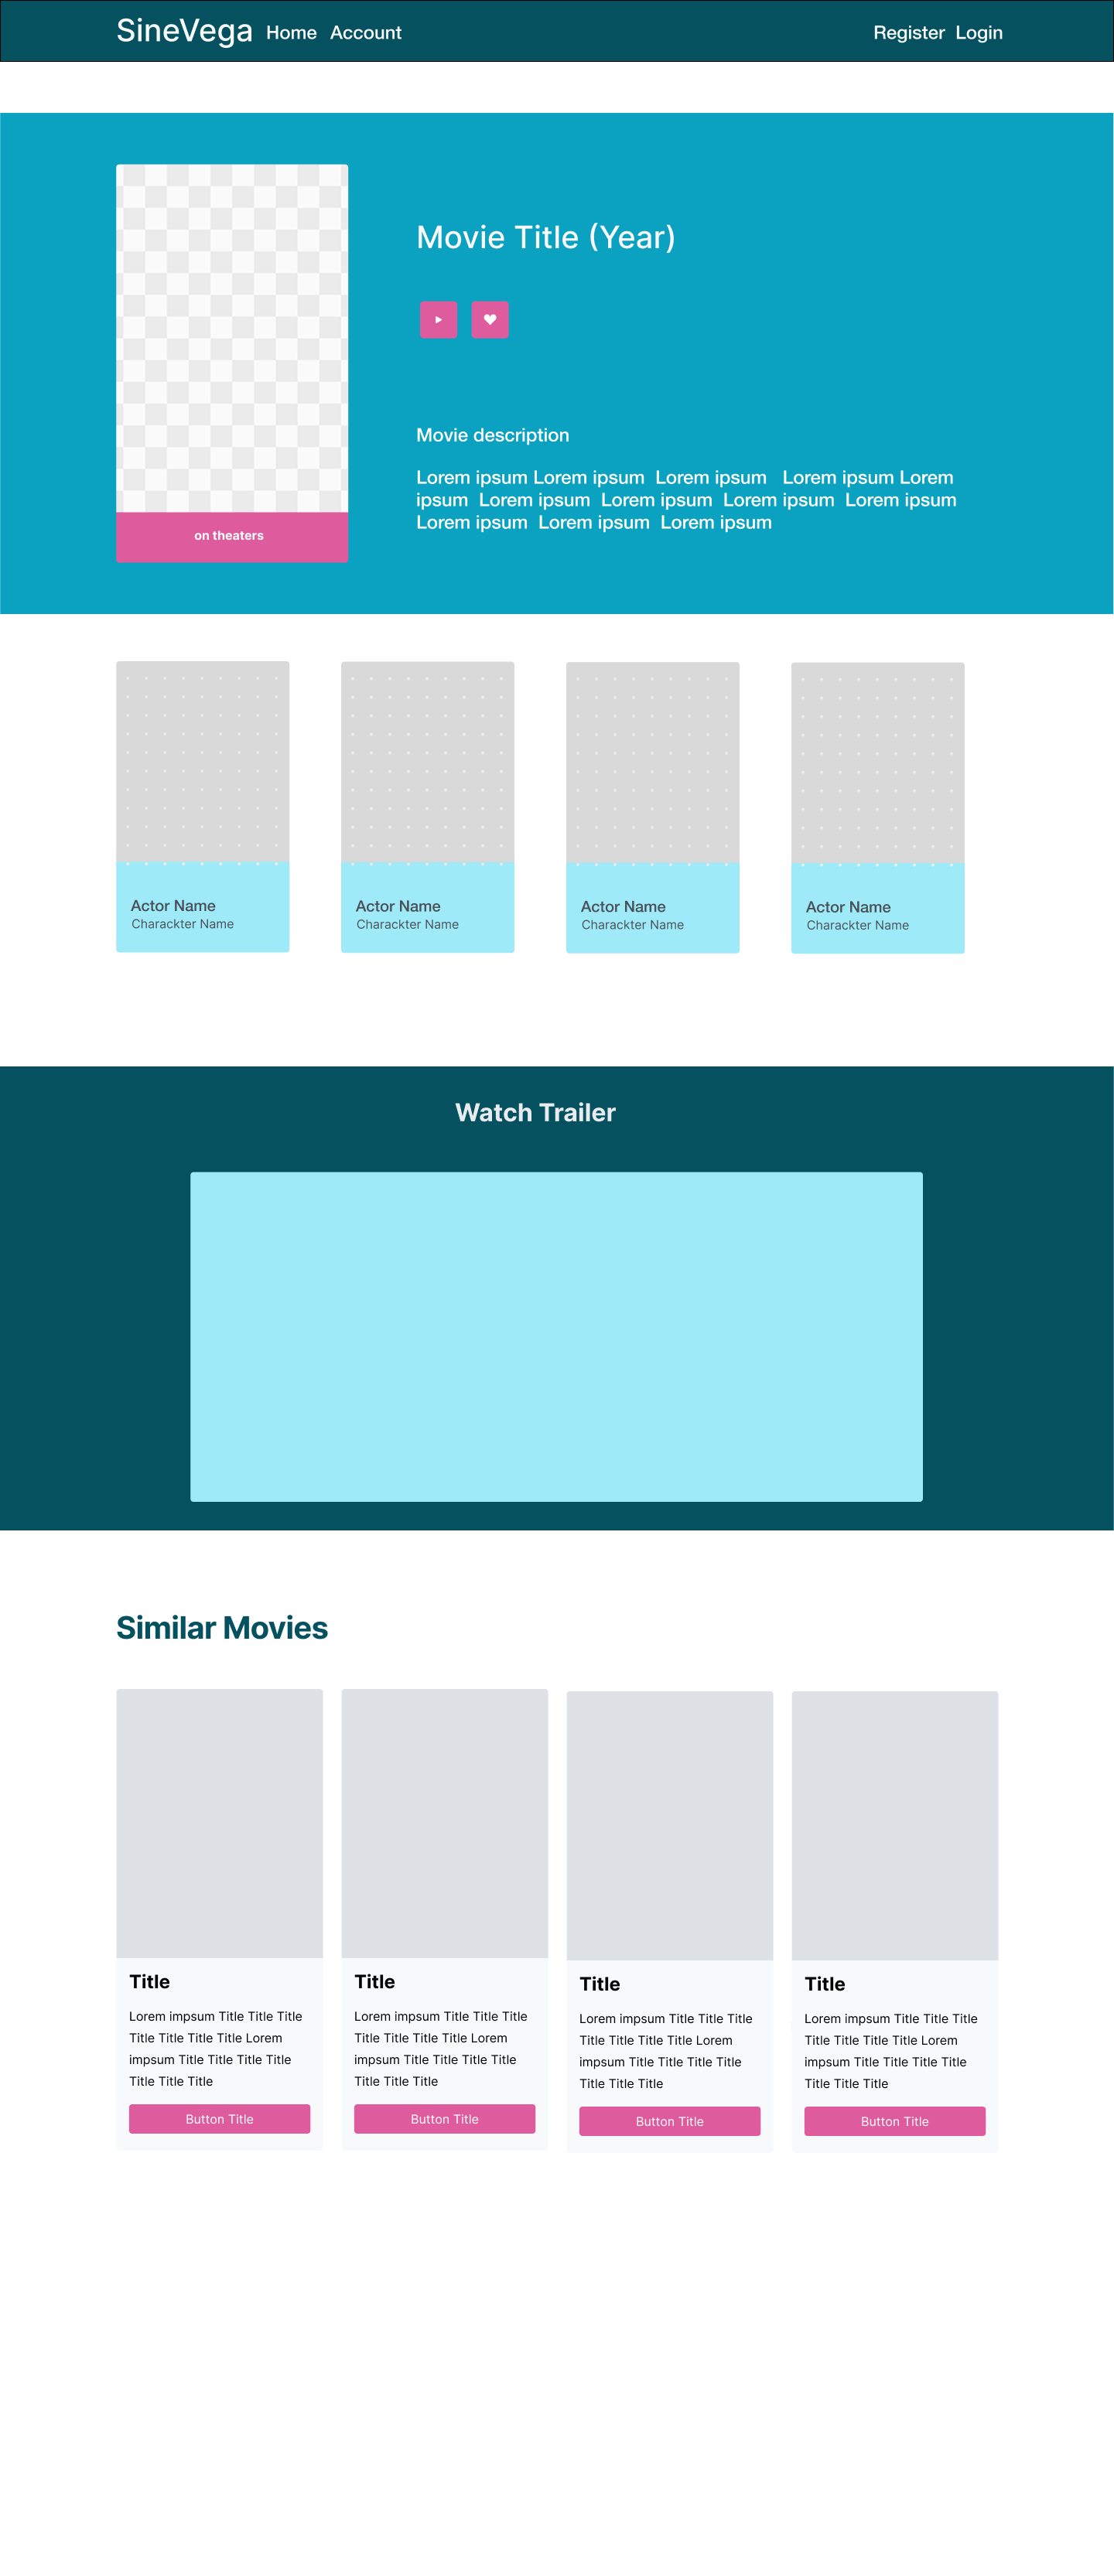 SineVega Home Account Register Login
Movie Title (Year)
Movie description
Lorem ipsum Lorem ipsum Lorem ipsum Lorem ipsum Lorem
ipsum Lorem ipsum Lorem ipsum Lorem ipsum Lorem ipsum
Lorem ipsum Lorem ipsum Lorem ipsum
on theaters
Actor Name
Charackter Name
Actor Name
Charackter Name
Actor Name
Charackter Name
Actor Name
Charackter Name
Watch Trailer
Similar Movies
Title
Lorem impsum Title Title Title
Title Title Title Title Lorem
impsum Title Title Title Title
Title Title Title
Button Title
Title
Lorem impsum Title Title Title
Title Title Title Title Lorem
impsum Title Title Title Title
Title Title Title
Button Title
Title
Lorem impsum Title Title Title
Title Title Title Title Lorem
impsum Title Title Title Title
Title Title Title
Button Title
Title
Lorem impsum Title Title Title
Title Title Title Title Lorem
impsum Title Title Title Title
Title Title Title
Button Title